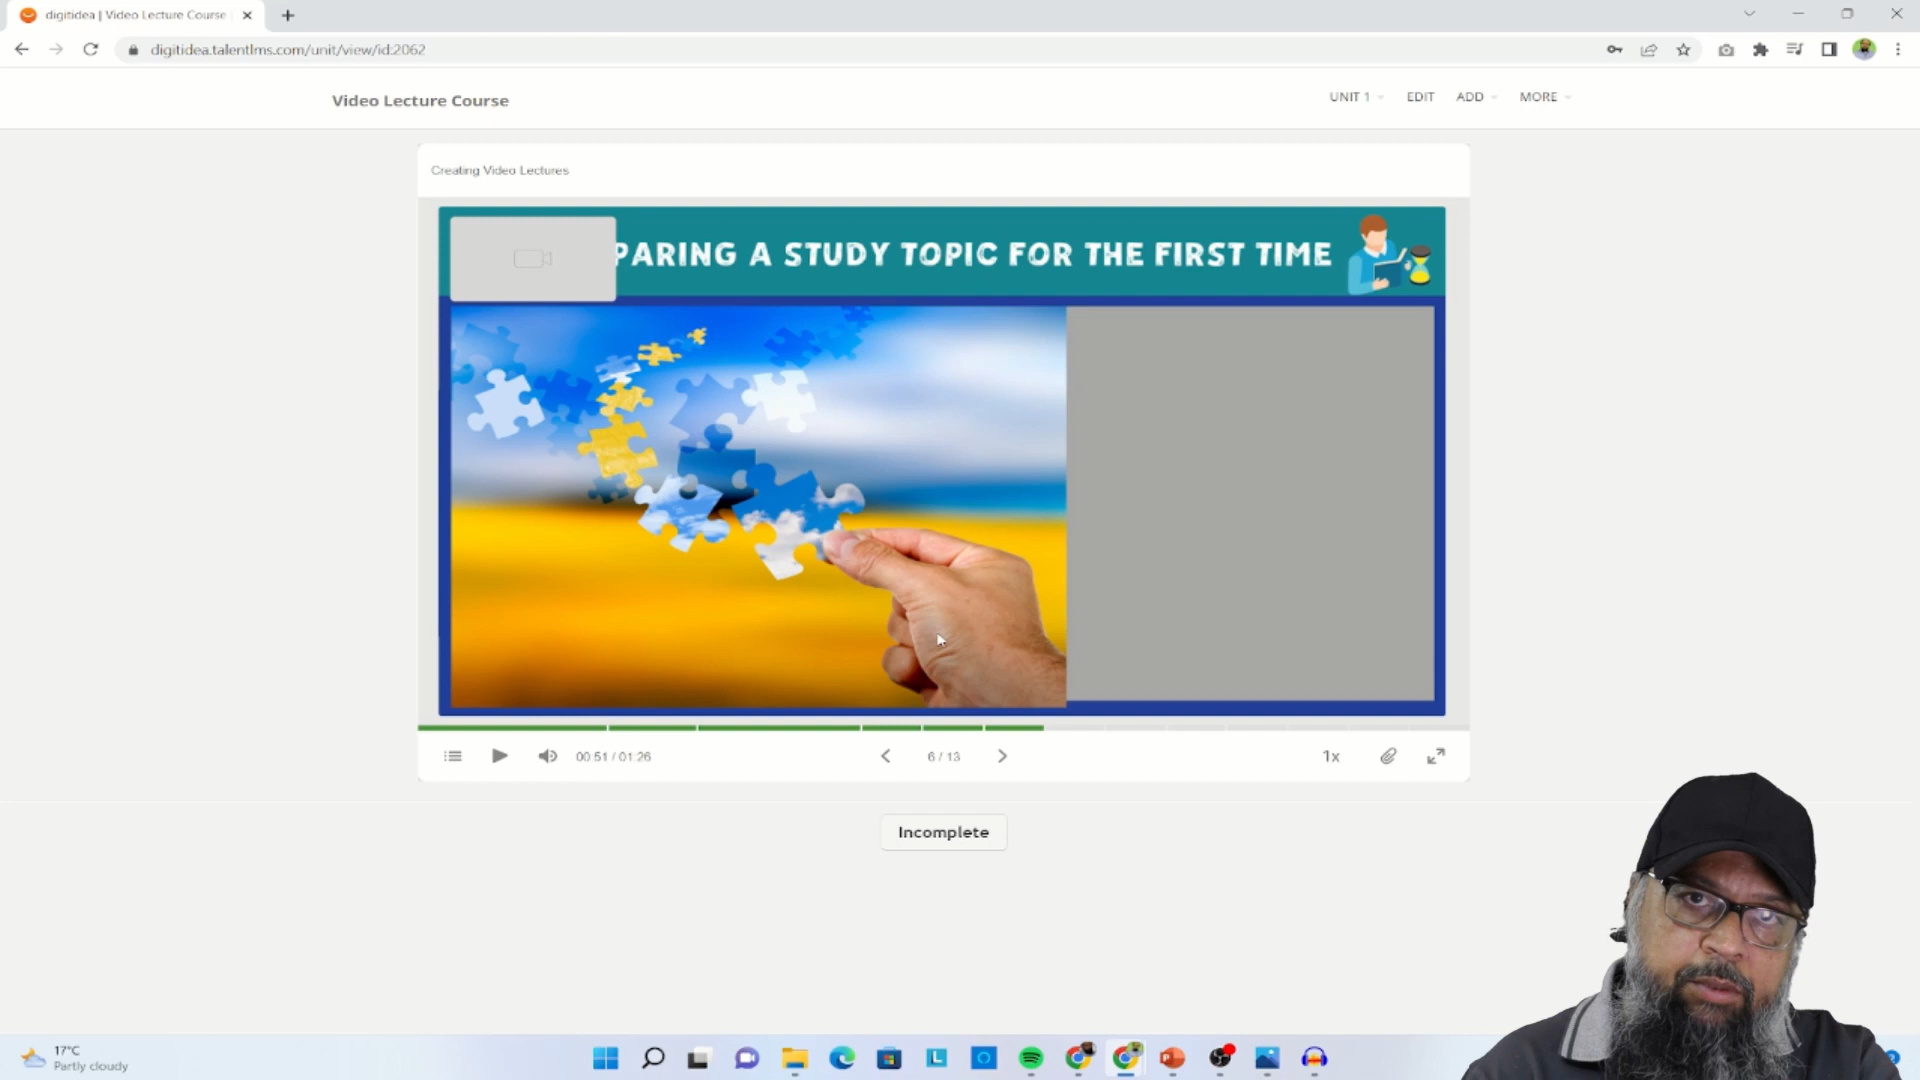 digitidea | Video Lecture Course
digitidea.talentlms.com/unit/view/id:2062
Video Lecture Course
UNIT 1
EDIT
ADD
MORE
Creating Video Lectures
PARING A STUDY TOPIC FOR THE FIRST TIME
00:51 / 01:26
6 / 13
1x
Incomplete
17°C
Partly cloudy
L